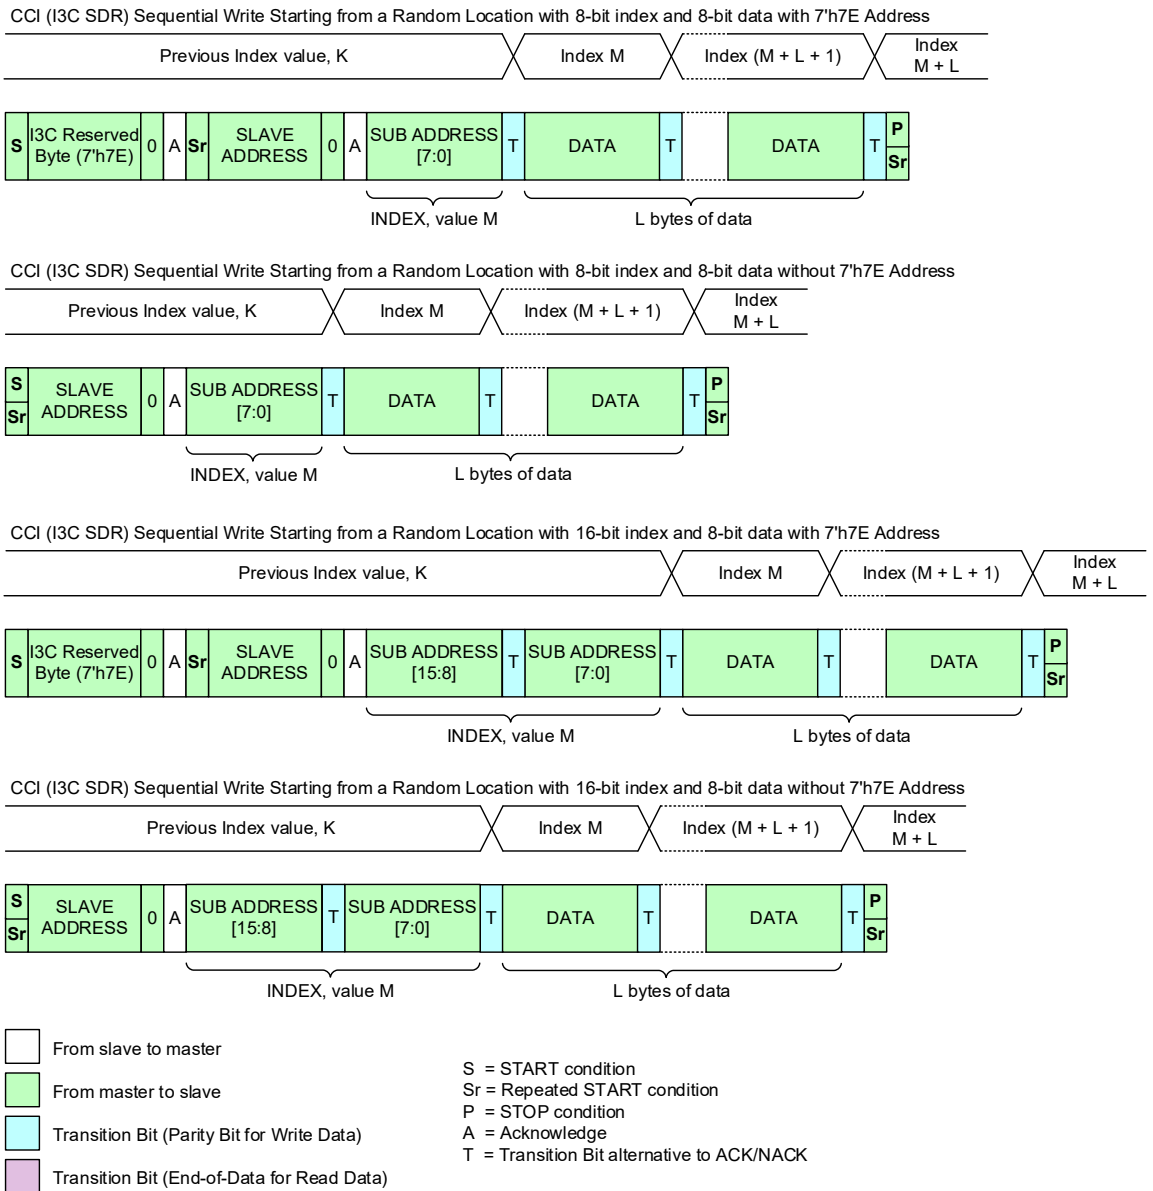 CCI (I3C SDR) Sequential Write Starting from a Random Location with 8-bit index and 8-bit data with 7'h7E Address
Previous Index value, K Index M Index (M + L + 1) Index
M + L
S I3C Reserved
Byte (7'h7E) 0 A Sr SLAVE
ADDRESS 0 A SUB ADDRESS
[7:0] T DATA T DATA T P
Sr
INDEX, value M L bytes of data
CCI (I3C SDR) Sequential Write Starting from a Random Location with 8-bit index and 8-bit data without 7'h7E Address
Previous Index value, K Index M Index (M + L + 1) Index
M + L
S
Sr SLAVE
ADDRESS 0 A SUB ADDRESS
[7:0] T DATA T DATA T P
Sr
INDEX, value M L bytes of data
CCI (I3C SDR) Sequential Write Starting from a Random Location with 16-bit index and 8-bit data with 7'h7E Address
Previous Index value, K Index M Index (M + L + 1) Index
M + L
S I3C Reserved
Byte (7'h7E) 0 A Sr SLAVE
ADDRESS 0 A SUB ADDRESS
[15:8] T SUB ADDRESS
[7:0] T DATA T DATA T P
Sr
INDEX, value M L bytes of data
CCI (I3C SDR) Sequential Write Starting from a Random Location with 16-bit index and 8-bit data without 7'h7E Address
Previous Index value, K Index M Index (M + L + 1) Index
M + L
S
Sr SLAVE
ADDRESS 0 A SUB ADDRESS
[15:8] T SUB ADDRESS
[7:0] T DATA T DATA T P
Sr
INDEX, value M L bytes of data
From slave to master
From master to slave
Transition Bit (Parity Bit for Write Data)
Transition Bit (End-of-Data for Read Data)
S = START condition
Sr = Repeated START condition
P = STOP condition
A = Acknowledge
T = Transition Bit alternative to ACK/NACK